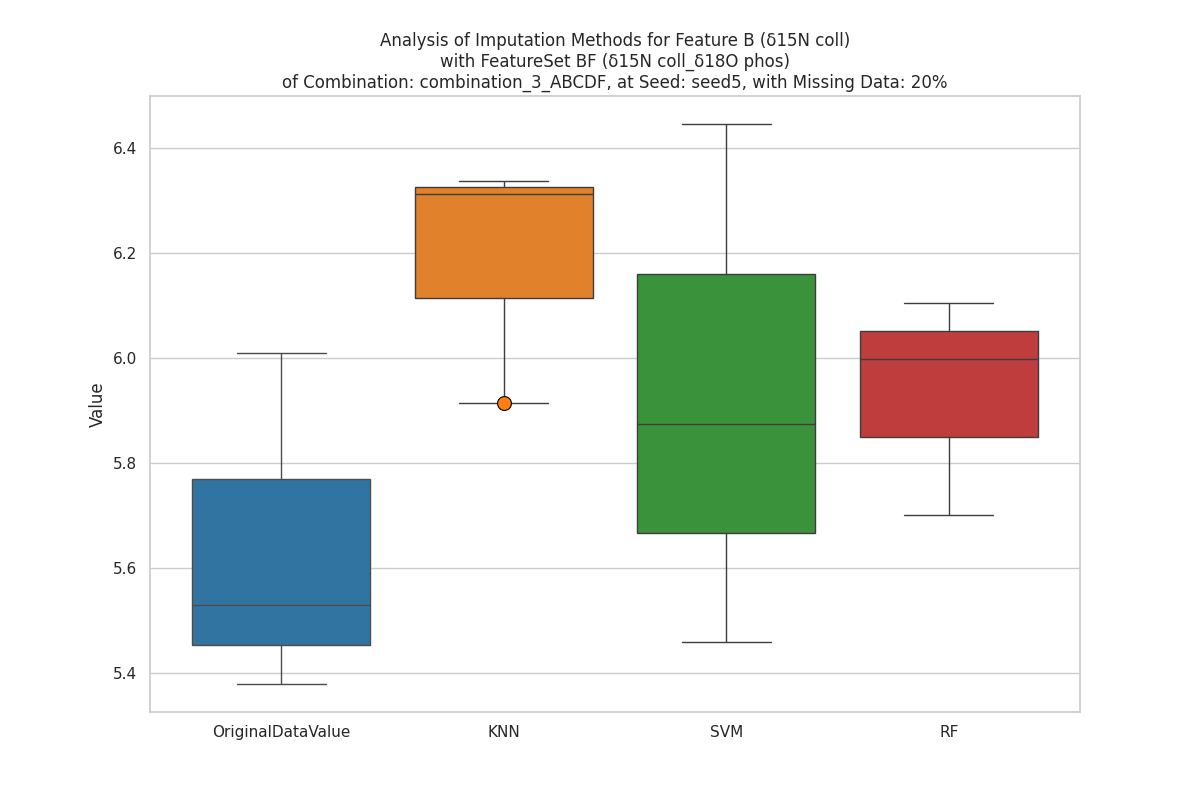 Analysis of Imputation Methods for Feature B (δ15N coll)
with FeatureSet BF (δ15N coll_δ18O phos)
of Combination: combination_3_ABCDF, at Seed: seed5, with Missing Data: 20%
6.4
6.2
6.0
5.8
5.6
5.4
Value
OriginalDataValue
KNN
SVM
RF